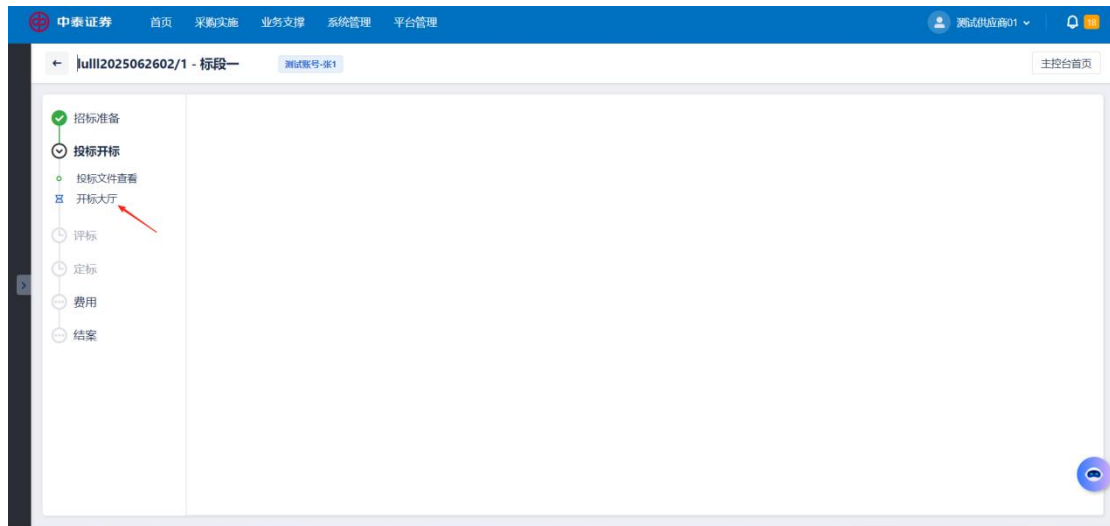 中泰证券 首页 采购实施 业务支撑 系统管理 平台管理 测试供应商01 18
lulll2025062602/1 - 标段一 测试账号-张1 主控台首页
招标准备
投标开标
投标文件查看
开标大厅
评标
定标
费用
结案